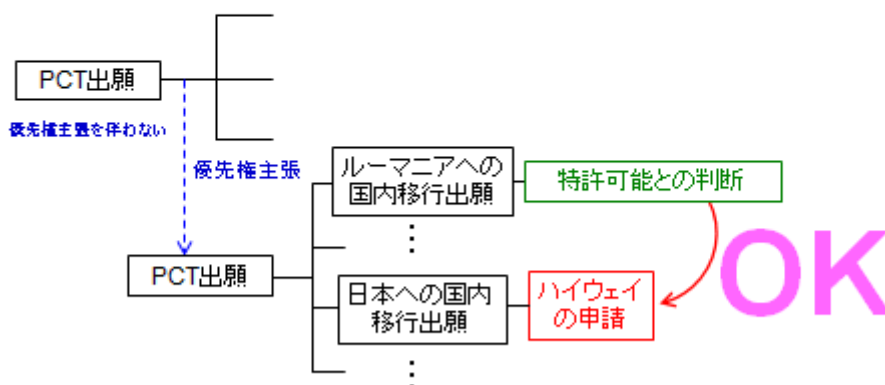 PCT出願
優先権主張を伴わない
優先権主張
ルーマニアへの
国内移行出願
特許可能との判断
⋮
OK
PCT出願
日本への国内
移行出願
ハイウェイ
の申請
⋮